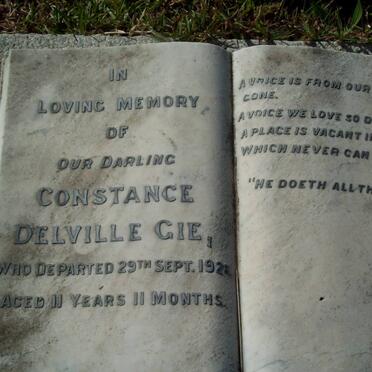 IN
LOVING MEMORY
OF
OUR DARLING
CONSTANCE
DELVILLE GIE,
WHO DEPARTED 29TH SEPT.
AGED 11 YEARS 11 MONTHS.
A VOICE IS FROM OUR
GONE.
A VOICE WE LOVE SO
A PLACE IS VACANT
WHICH NEVER CAN
"HE DOETH ALL